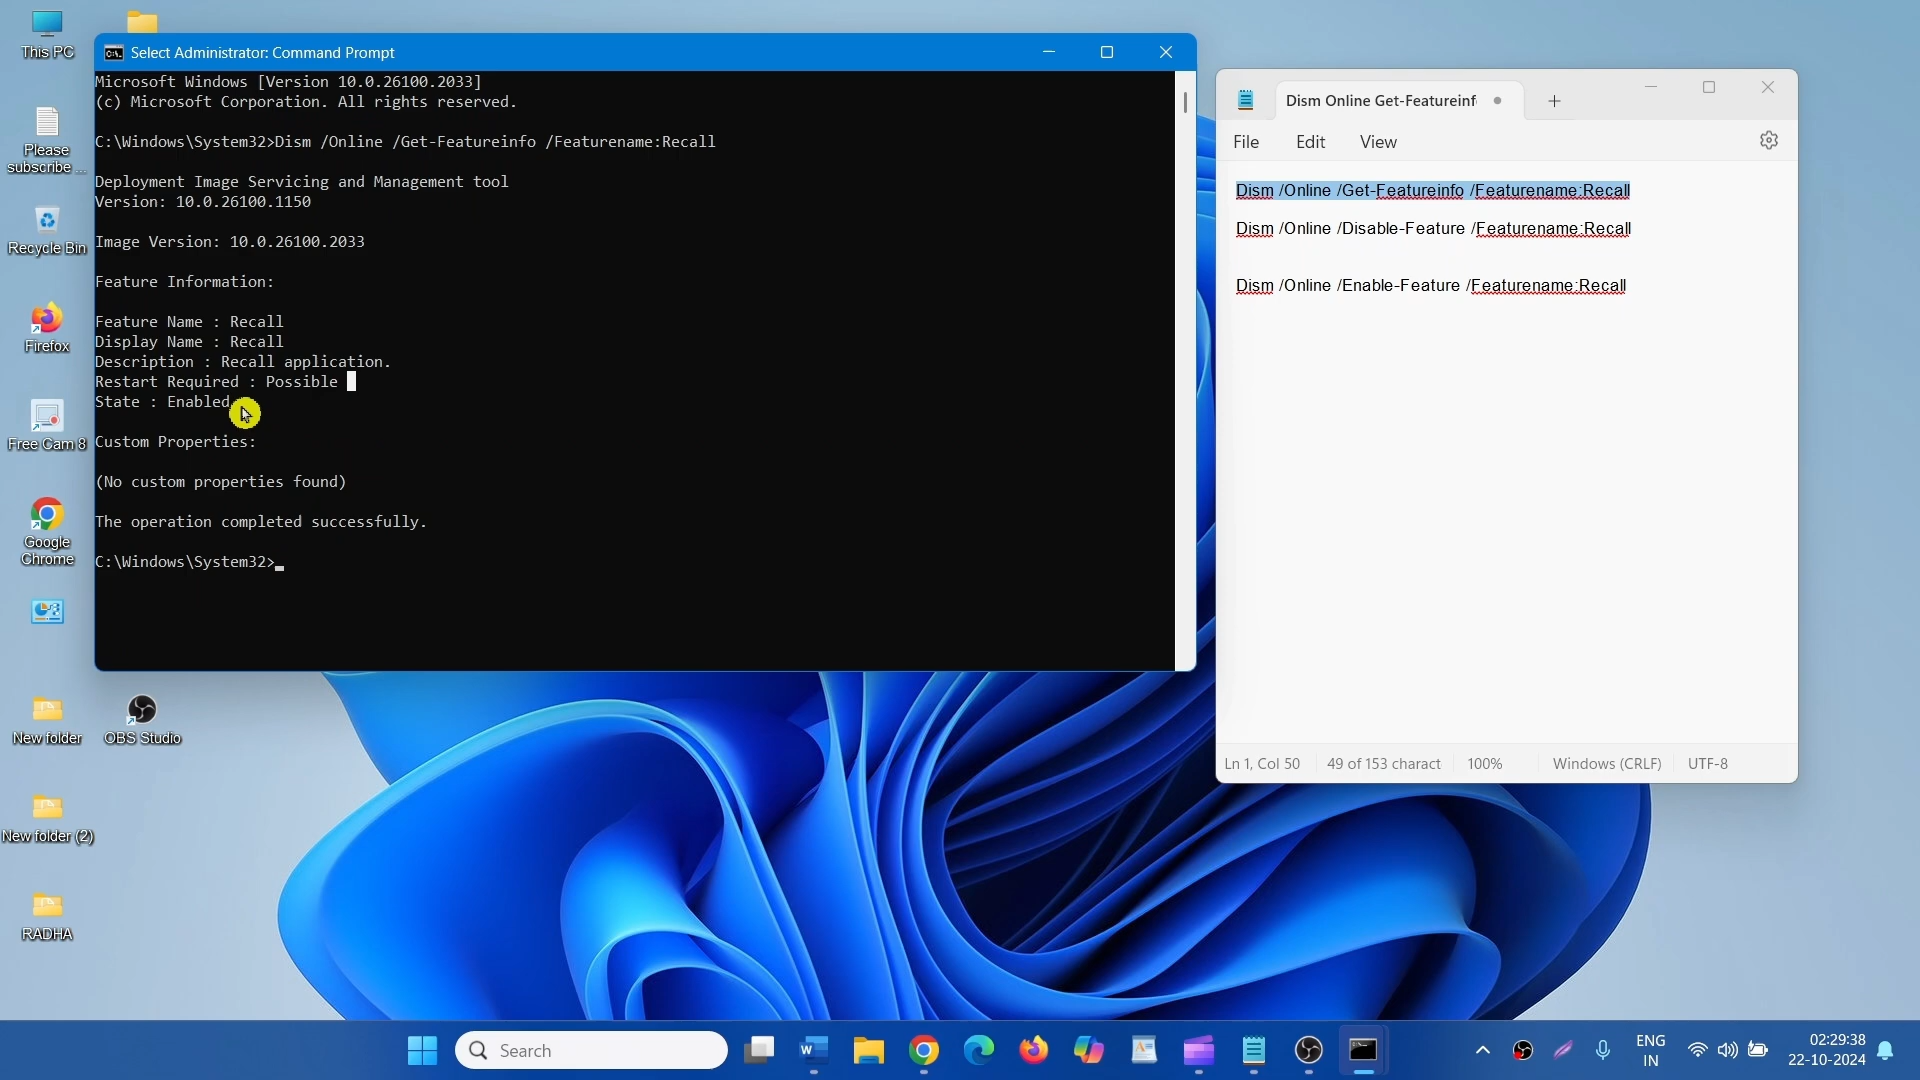 This PC
Please
subscribe ...
Recycle Bin
Firefox
Free Cam 8
Google
Chrome
New folder
OBS Studio
New folder (2)
RADHA
Select Administrator: Command Prompt
Microsoft Windows [Version 10.0.26100.2033]
(c) Microsoft Corporation. All rights reserved.
C:\Windows\System32>Dism /Online /Get-Featureinfo /Featurename:Recall
Deployment Image Servicing and Management tool
Version: 10.0.26100.1150
Image Version: 10.0.26100.2033
Feature Information:
Feature Name : Recall
Display Name : Recall
Description : Recall application.
Restart Required : Possible
State : Enabled
Custom Properties:
(No custom properties found)
The operation completed successfully.
C:\Windows\System32>
Dism Online Get-Featureinf
File Edit View
Dism /Online /Get-Featureinfo /Featurename:Recall
Dism /Online /Disable-Feature /Featurename:Recall
Dism /Online /Enable-Feature /Featurename:Recall
Ln 1, Col 50 49 of 153 charact 100% Windows (CRLF) UTF-8
Search
ENG
IN
02:29:38
22-10-2024